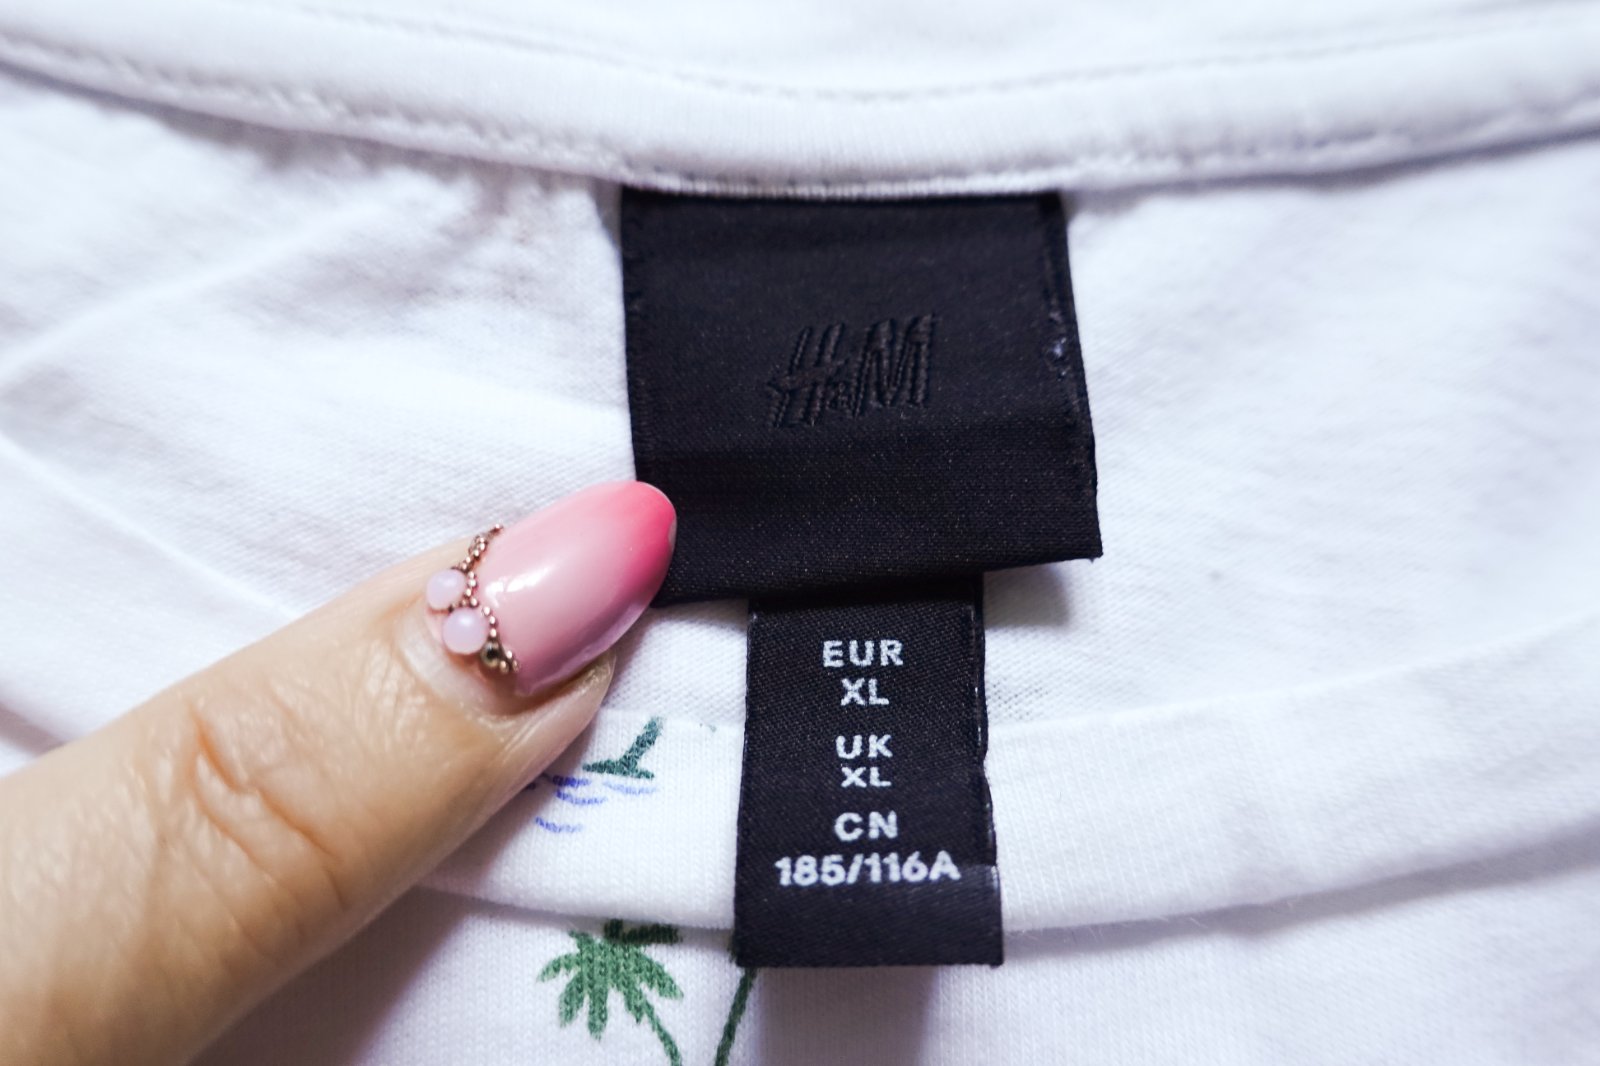 H&M
EUR
XL
UK
XL
CN
185/116A